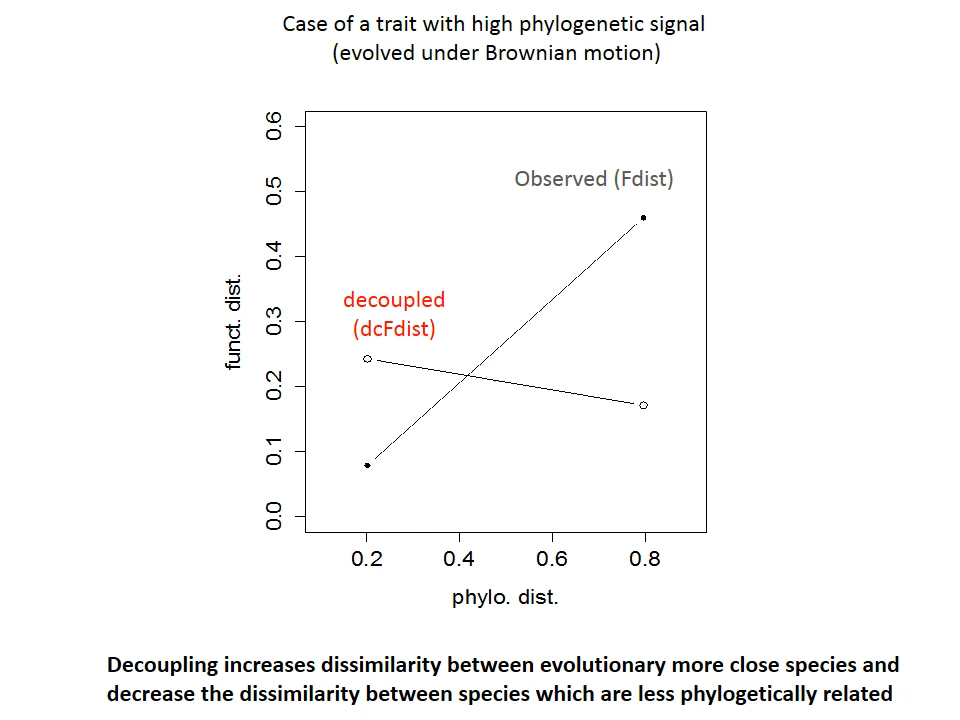 Case of a trait with high phylogenetic signal
(evolved under Brownian motion)
0.6
0.5
0.4
0.3
0.2
0.1
0.0
funct. dist.
Observed (Fdist)
decoupled
(dcFdist)
0.2 0.4 0.6 0.8
phylo. dist.
Decoupling increases dissimilarity between evolutionary more close species and
decrease the dissimilarity between species which are less phylogetically related